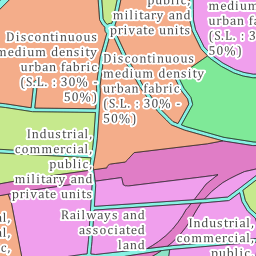 public,
military and
private units
medium density
urban fabric
(S.L. : 30% -
50%)
Discontinuous
medium density
urban fabric
(S.L. : 30% -
50%)
Discontinuous
medium density
urban fabric
(S.L. : 30% -
50%)
Industrial,
commercial,
public,
military and
private units
Railways and
associated
land
Industrial,
commercial,
public,